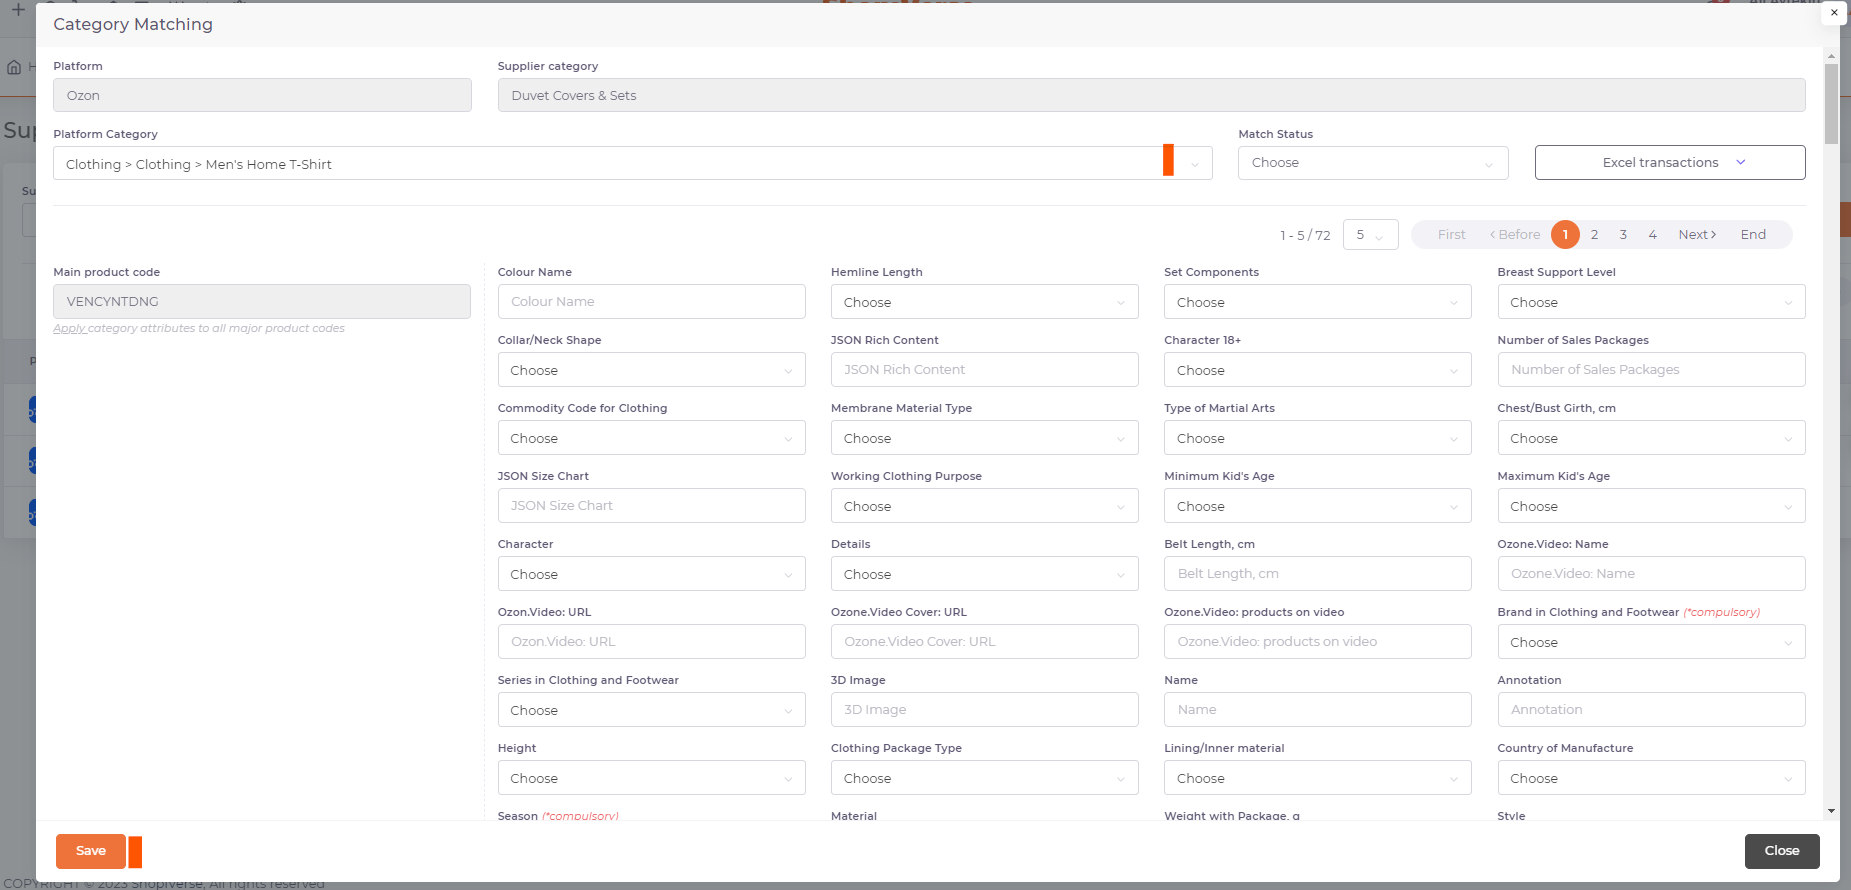 Category Matching
×
Platform
Supplier category
Ozon
Duvet Covers & Sets
Platform Category
Match Status
Clothing > Clothing > Men's Home T-Shirt
Choose
Excel transactions
1 - 5 / 72
5
First
Before
1
2
3
4
Next
End
Main product code
Colour Name
Hemline Length
Set Components
Breast Support Level
VENCYNTDNG
Colour Name
Choose
Choose
Choose
Apply category attributes to all major product codes
Collar/Neck Shape
JSON Rich Content
Character 18+
Number of Sales Packages
Choose
JSON Rich Content
Choose
Number of Sales Packages
Commodity Code for Clothing
Membrane Material Type
Type of Martial Arts
Chest/Bust Girth, cm
Choose
Choose
Choose
Choose
JSON Size Chart
Working Clothing Purpose
Minimum Kid's Age
Maximum Kid's Age
JSON Size Chart
Choose
Choose
Choose
Character
Details
Belt Length, cm
Ozone.Video: Name
Choose
Choose
Belt Length, cm
Ozone.Video: Name
Ozon.Video: URL
Ozone.Video Cover: URL
Ozone.Video: products on video
Brand in Clothing and Footwear (*compulsory)
Ozon.Video: URL
Ozone.Video Cover: URL
Ozone.Video: products on video
Choose
Series in Clothing and Footwear
3D Image
Name
Annotation
Choose
3D Image
Name
Annotation
Height
Clothing Package Type
Lining/Inner material
Country of Manufacture
Choose
Choose
Choose
Choose
Season (*compulsory)
Material
Weight with Package, g
Style
Save
Close
COPYRIGHT © 2023 ShopiVerse, All rights reserved